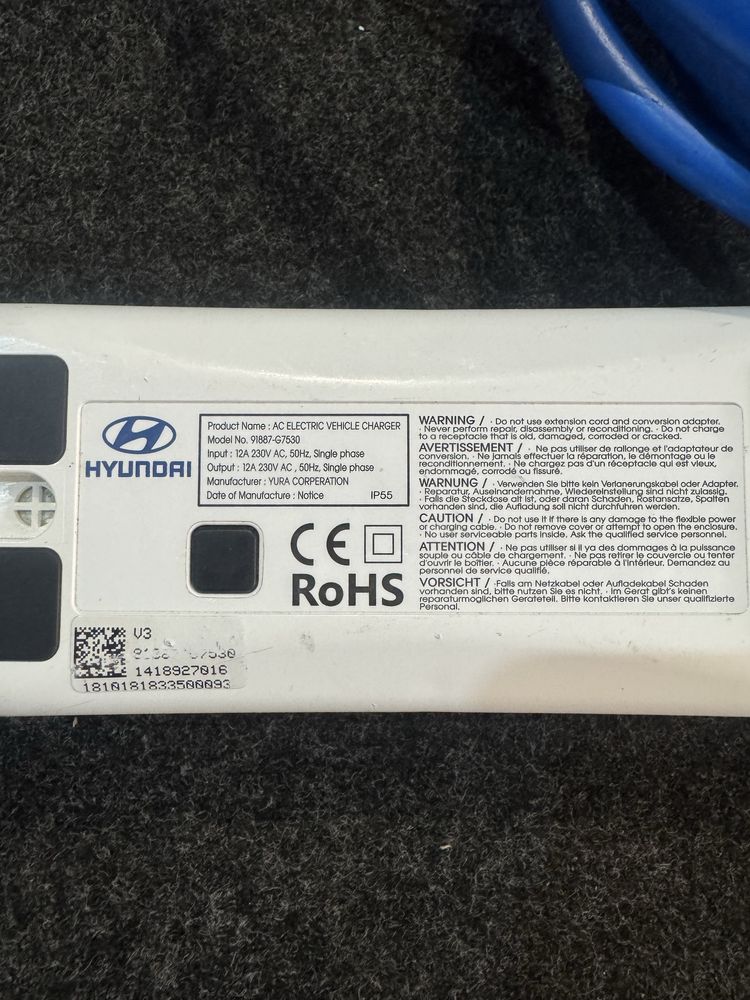 HYUNDAI
Product Name : AC ELECTRIC VEHICLE CHARGER
Model No. 91887-G7530
Input : 12A 230V AC, 50Hz, Single phase
Output : 12A 230V AC , 50Hz, Single phase
Manufacturer : YURA CORPERATION
Date of Manufacture : Notice IP55
CE
RoHS
WARNING / · Do not use extension cord and conversion adapter.
· Never perform repair, disassembly or reconditioning. · Do not charge
to a receptacle that is old, damaged, corroded or cracked.
AVERTISSEMENT / · Ne pas utiliser de rallonge et l'adaptateur de
conversion. · Ne jamais effectuer la réparation, le démontage ou le
reconditionnement. · Ne chargez pas d'un réceptacle qui est vieux,
endommagé, corrodé ou fissuré.
WARNUNG / · Verwenden Sie bitte kein Verlanerungskabel oder Adapter.
· Reparatur, Auseinandernahme, Wiedereinstellung sind nicht zulassig.
· Falls die Steckdose alt ist, oder daran Schaden, Rostansatze, Spalten
vorhanden sind, die Aufladung soll nicht durchfuhren werden.
CAUTION / · Do not use it if there is any damage to the flexible power
or charging cable. · Do not remove cover or attempt to open the enclosure.
· No user serviceable parts inside. Ask the qualified service personnel.
ATTENTION / · Ne pas utiliser si il ya des dommages à la puissance
souple ou câble de chargement. · Ne pas retirer le couvercle ou tenter
d'ouvrir le boîtier. · Aucune pièce réparable à l'intérieur. Demandez au
personnel de service qualifié.
VORSICHT / ·Falls am Netzkabel oder Aufladekabel Schaden
vorhanden sind, bitte nutzen Sie es nicht. · Im Gerat gibt's keinen
reparaturmoglichen Gerateteil. Bitte kontaktieren Sie unser qualifizierte
Personal.
V3
7530
1418927016
1810181833500093